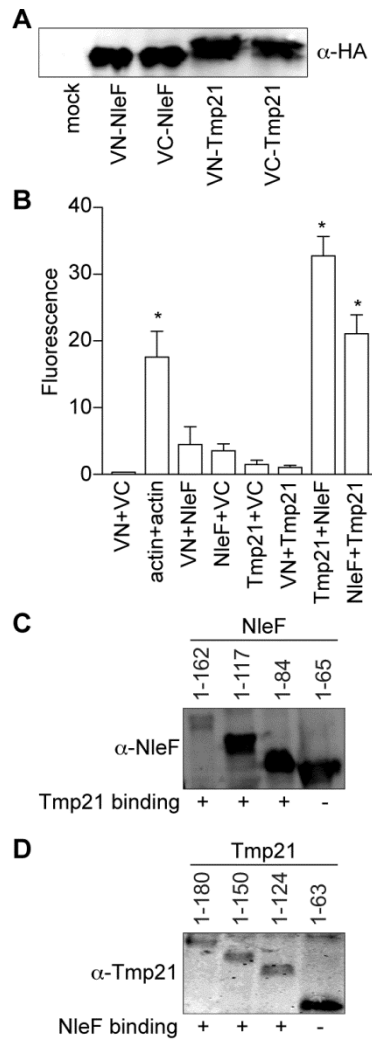 A
α-HA
mock
VN-NleF
VC-NleF
VN-Tmp21
VC-Tmp21
B
Fluorescence
40
30
20
10
0
*
*
*
VN+VC
actin+actin
VN+NleF
NleF+VC
Tmp21+VC
VN+Tmp21
Tmp21+NleF
NleF+Tmp21
C
NleF
1-162
1-117
1-84
1-65
α-NleF
Tmp21 binding + + + -
D
Tmp21
1-180
1-150
1-124
1-63
α-Tmp21
NleF binding + + + -